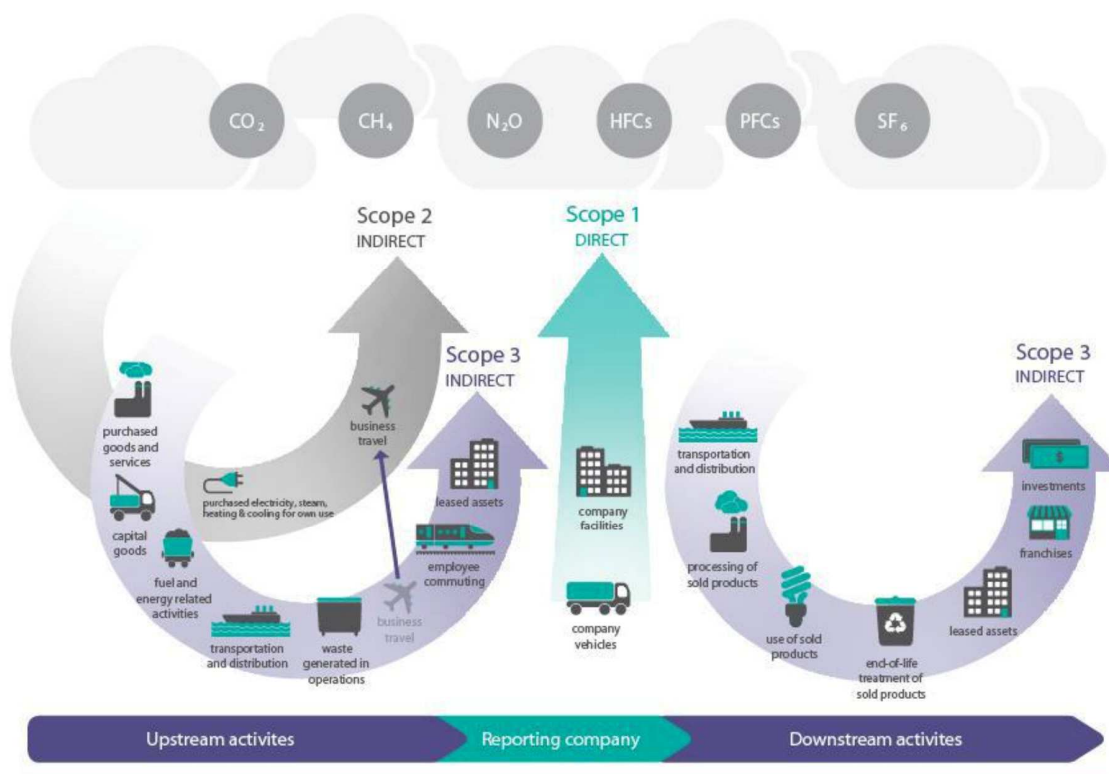 CO₂
CH₄
N₂O
HFCs
PFCs
SF₆
Scope 2
INDIRECT
Scope 1
DIRECT
Scope 3
INDIRECT
Scope 3
INDIRECT
purchased
goods and
services
capital
goods
fuel and
energy related
activities
purchased electricity, steam,
heating & cooling for own use
transportation
and distribution
waste
generated in
operations
business
travel
business
travel
employee
commuting
leased assets
company
facilities
company
vehicles
transportation
and distribution
processing of
sold products
use of sold
products
end-of-life
treatment of
sold products
leased assets
franchises
investments
$
Upstream activites
Reporting company
Downstream activites